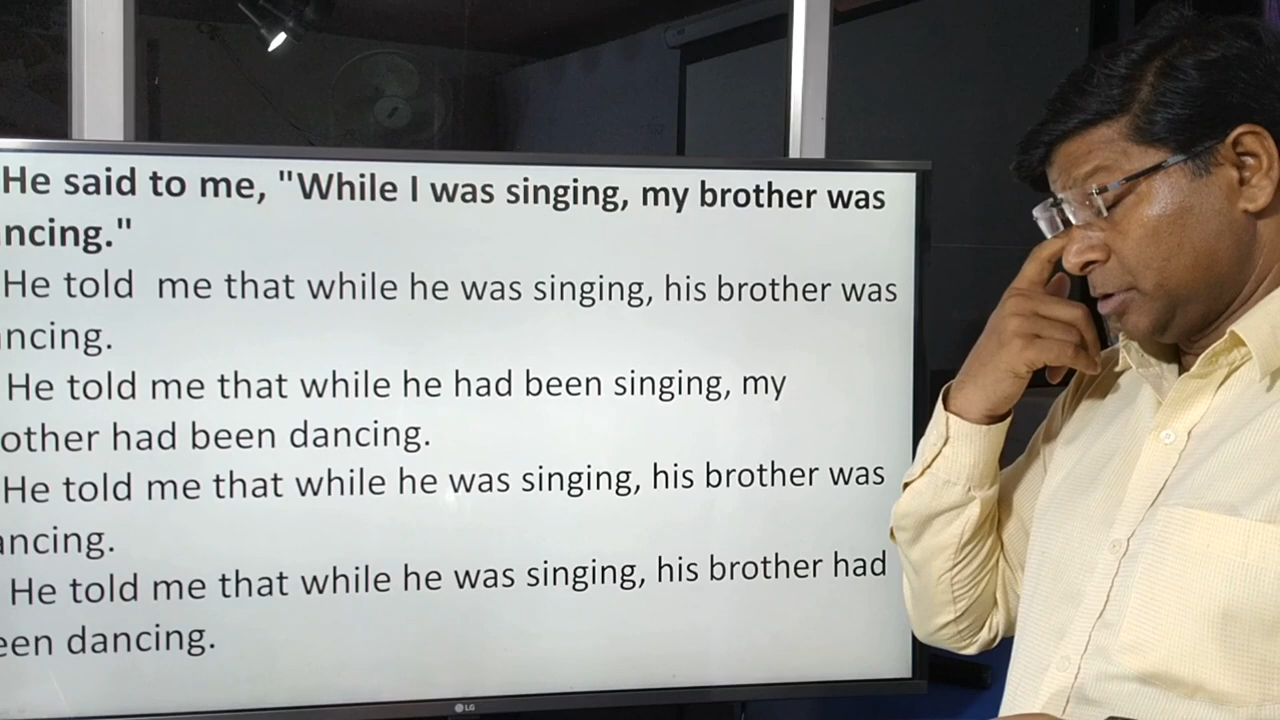 He said to me, "While I was singing, my brother was
ncing."
He told me that while he was singing, his brother was
ncing.
He told me that while he had been singing, my
other had been dancing.
He told me that while he was singing, his brother was
ancing.
He told me that while he was singing, his brother had
een dancing.
LG